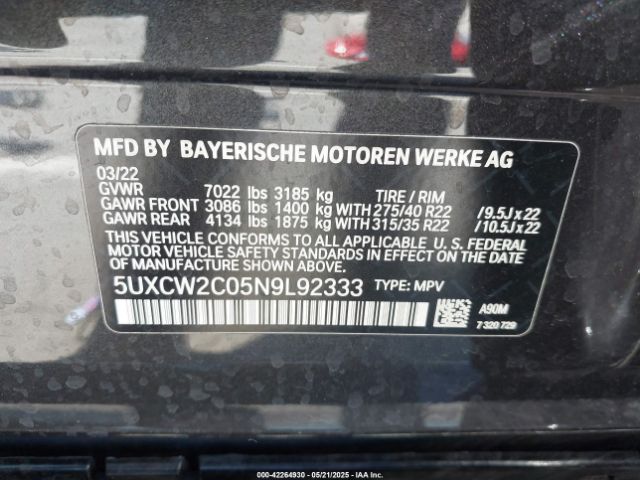 MFD BY BAYERISCHE MOTOREN WERKE AG
03/22
GVWR 7022 lbs 3185 kg TIRE / RIM
GAWR FRONT 3086 lbs 1400 kg WITH 275/40 R22 /9.5J x 22
GAWR REAR 4134 lbs 1875 kg WITH 315/35 R22 /10.5J x 22
THIS VEHICLE CONFORMS TO ALL APPLICABLE U. S. FEDERAL
MOTOR VEHICLE SAFETY STANDARDS IN EFFECT
ON THE DATE OF MANUFACTURE SHOWN ABOVE.
5UXCW2C05N9L92333 TYPE: MPV
A90M
7 320 729
000-42264930 - 05/21/2025 - IAAI.COM